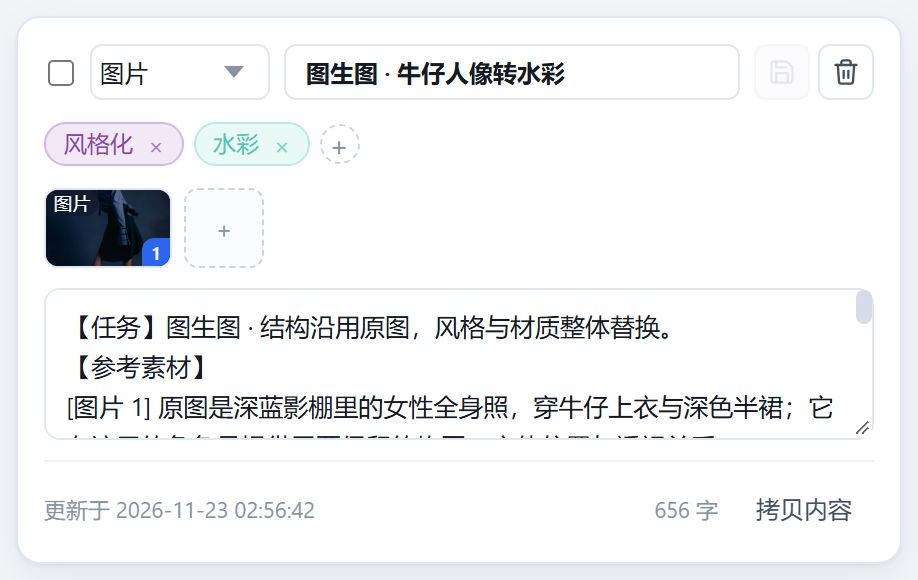 图片
图生图 · 牛仔人像转水彩
风格化 ×
水彩 ×
+
图片
1
+
【任务】图生图 · 结构沿用原图，风格与材质整体替换。
【参考素材】
[图片 1] 原图是深蓝影棚里的女性全身照，穿牛仔上衣与深色半裙；它
更新于 2026-11-23 02:56:42
656 字
拷贝内容